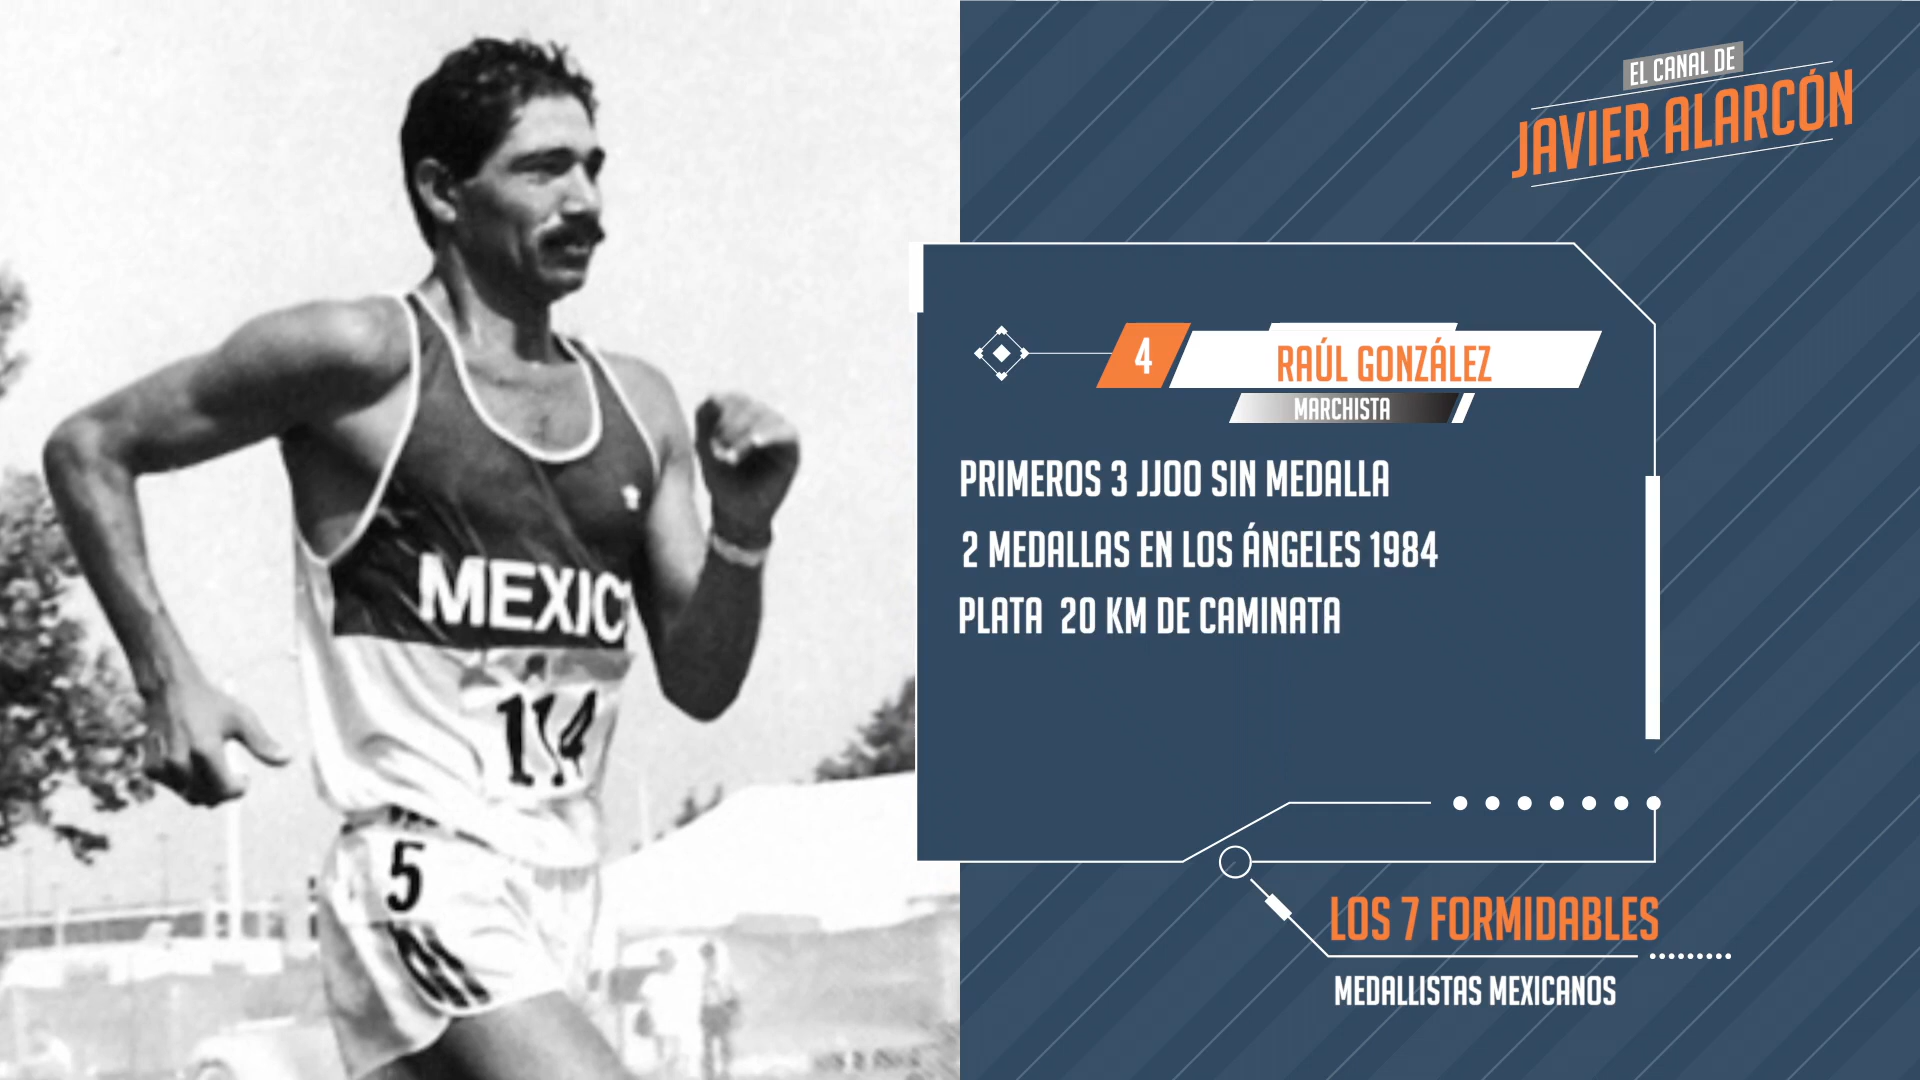 EL CANAL DE
JAVIER ALARCÓN
4
RAÚL GONZÁLEZ
MARCHISTA
PRIMEROS 3 JJOO SIN MEDALLA
2 MEDALLAS EN LOS ÁNGELES 1984
PLATA 20 KM DE CAMINATA
MEXIC
114
5
LOS 7 FORMIDABLES
MEDALLISTAS MEXICANOS